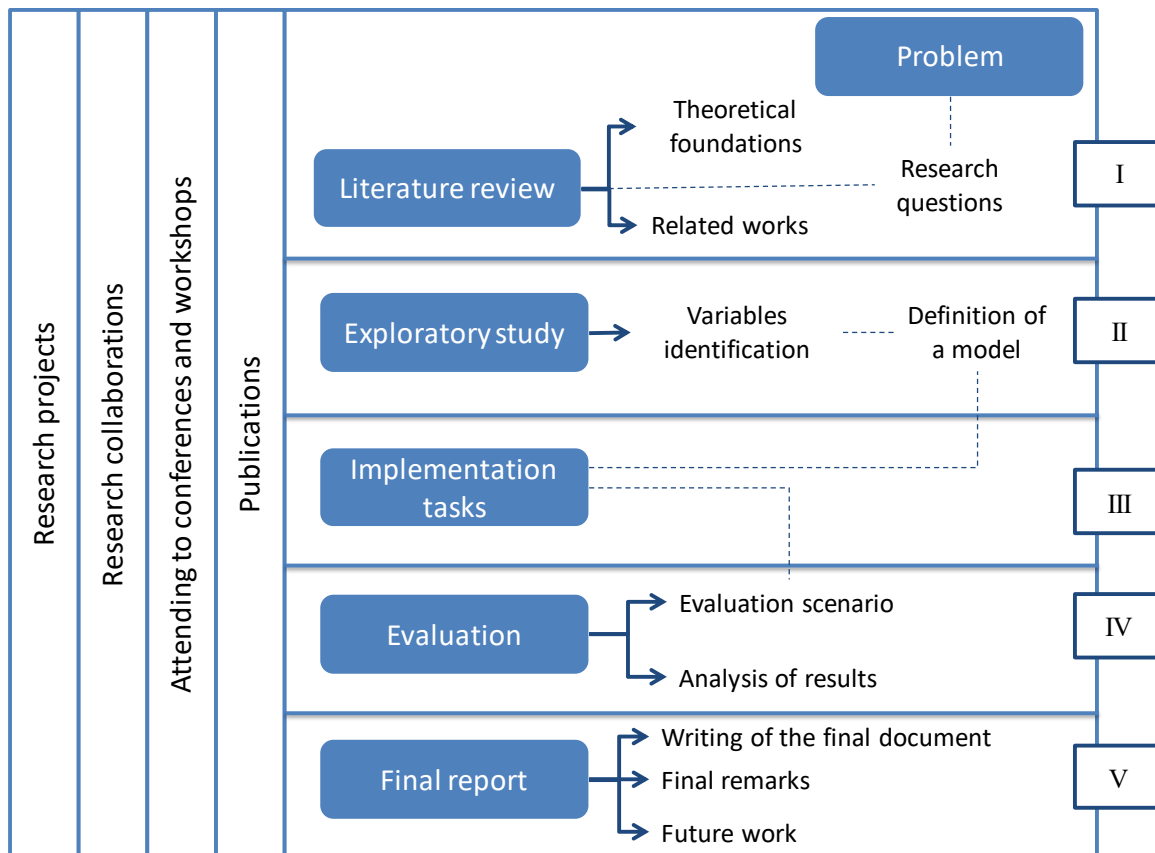 Research projects
Research collaborations
Attending to conferences and workshops
Publications
Problem
Theoretical
foundations
Literature review
Research
questions
Related works
I
Exploratory study
Variables
identification
Definition of
a model
II
Implementation
tasks
III
Evaluation
Evaluation scenario
Analysis of results
IV
Final report
Writing of the final document
Final remarks
Future work
V